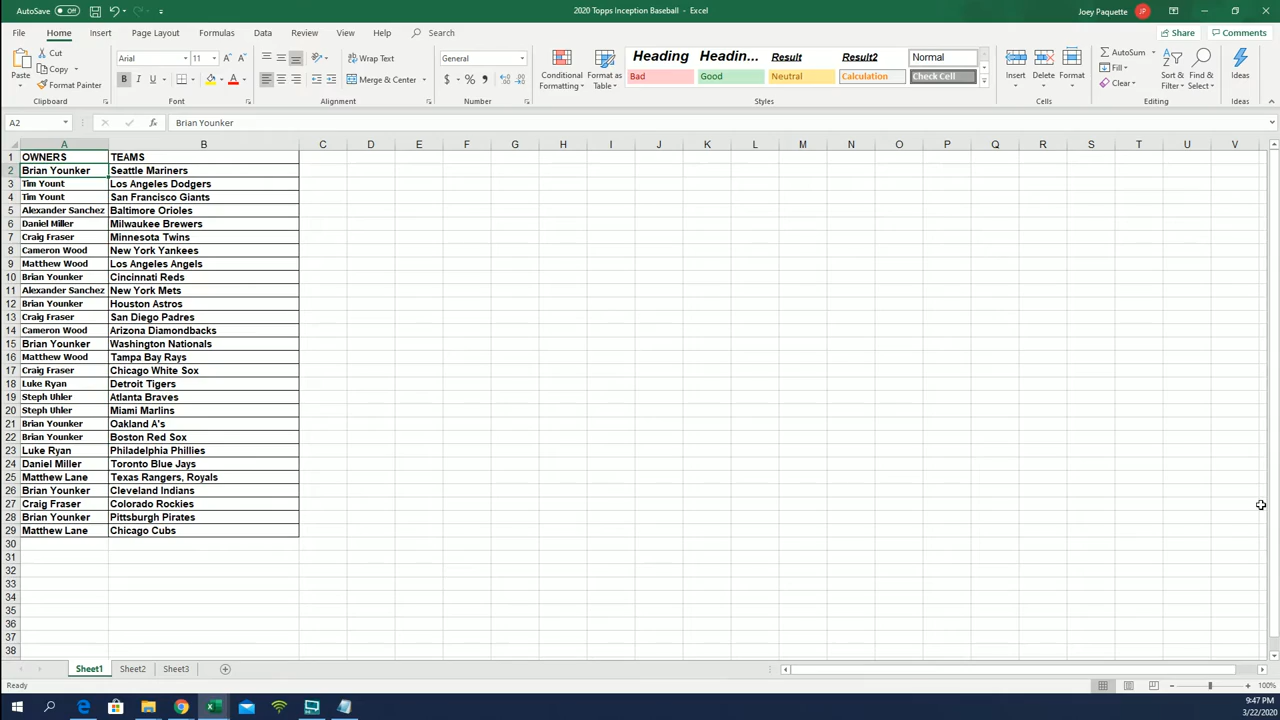 AutoSave Off 2020 Topps Inception Baseball - Excel Joey Paquette JP
File Home Insert Page Layout Formulas Data Review View Help Search Share Comments
Paste Cut Copy Format Painter Clipboard
Arial 11 A A B I U A Font
Wrap Text Merge & Center Alignment
General $ % , Number
Conditional Formatting Format as Table
Heading Headin... Result Result2 Normal
Bad Good Neutral Calculation Check Cell
Styles
Insert Delete Format Cells
AutoSum Fill Clear Sort & Filter Find & Select Editing
Ideas Ideas
A2 fx Brian Younker
A B C D E F G H I J K L M N O P Q R S T U V
1 OWNERS TEAMS
2 Brian Younker Seattle Mariners
3 Tim Yount Los Angeles Dodgers
4 Tim Yount San Francisco Giants
5 Alexander Sanchez Baltimore Orioles
6 Daniel Miller Milwaukee Brewers
7 Craig Fraser Minnesota Twins
8 Cameron Wood New York Yankees
9 Matthew Wood Los Angeles Angels
10 Brian Younker Cincinnati Reds
11 Alexander Sanchez New York Mets
12 Brian Younker Houston Astros
13 Craig Fraser San Diego Padres
14 Cameron Wood Arizona Diamondbacks
15 Brian Younker Washington Nationals
16 Matthew Wood Tampa Bay Rays
17 Craig Fraser Chicago White Sox
18 Luke Ryan Detroit Tigers
19 Steph Uhler Atlanta Braves
20 Steph Uhler Miami Marlins
21 Brian Younker Oakland A's
22 Brian Younker Boston Red Sox
23 Luke Ryan Philadelphia Phillies
24 Daniel Miller Toronto Blue Jays
25 Matthew Lane Texas Rangers, Royals
26 Brian Younker Cleveland Indians
27 Craig Fraser Colorado Rockies
28 Brian Younker Pittsburgh Pirates
29 Matthew Lane Chicago Cubs
30
31
32
33
34
35
36
37
38
Sheet1 Sheet2 Sheet3
Ready 100%
9:47 PM
3/22/2020